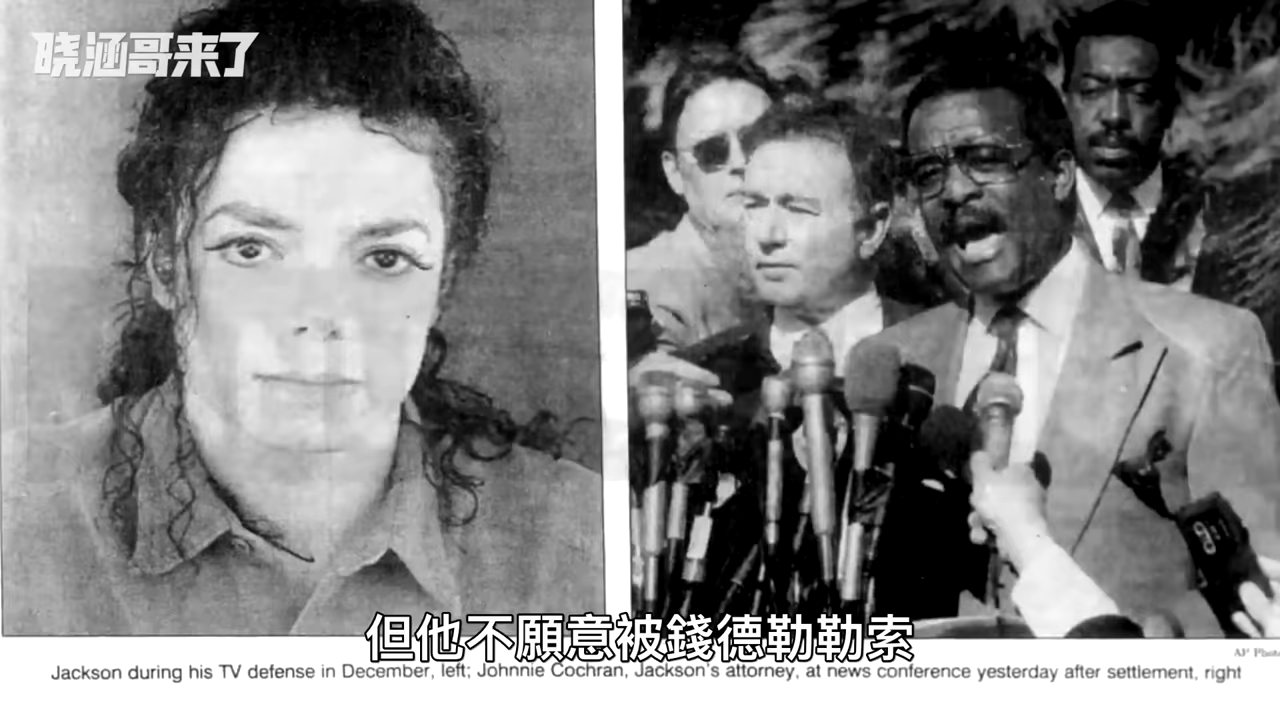 晓涵哥来了
但他不願意被錢德勒勒索
AP Photo
Jackson during his TV defense in December, left; Johnnie Cochran, Jackson's attorney, at news conference yesterday after settlement, right